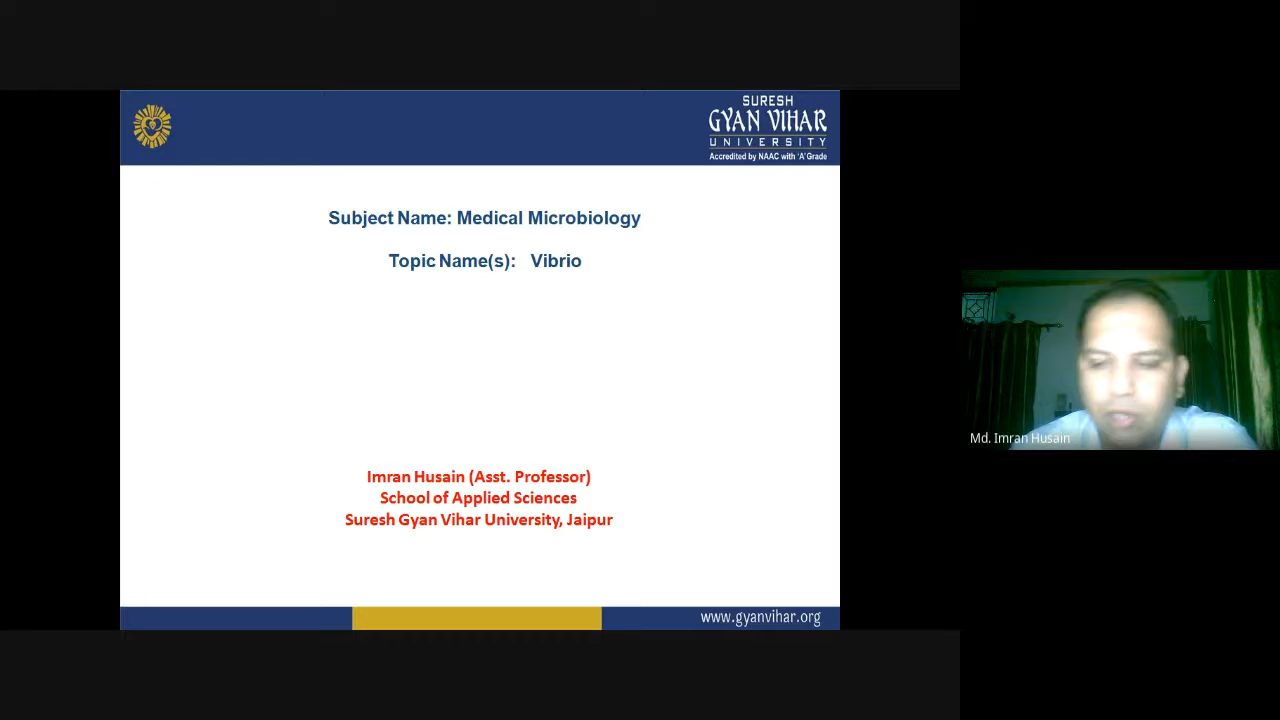 SURESH
GYAN VIHAR
UNIVERSITY
Accredited by NAAC with 'A' Grade
Subject Name: Medical Microbiology
Topic Name(s): Vibrio
Md. Imran Husain
Imran Husain (Asst. Professor)
School of Applied Sciences
Suresh Gyan Vihar University, Jaipur
www.gyanvihar.org